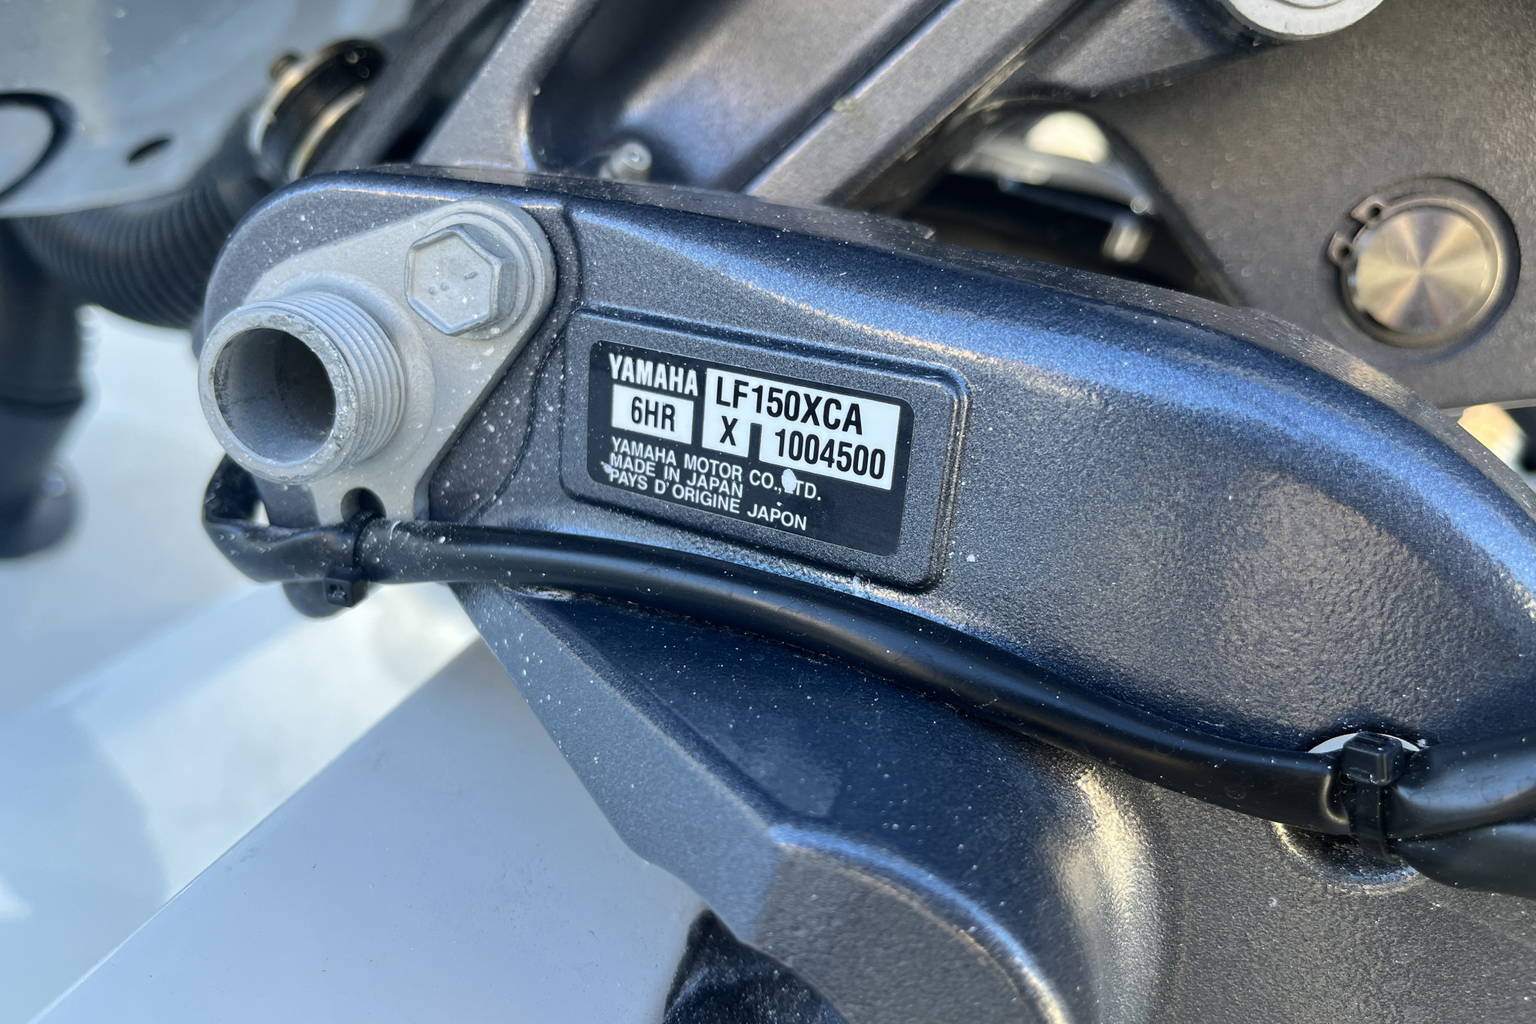 YAMAHA
LF150XCA
6HR
X 1004500
YAMAHA MOTOR CO.,LTD.
MADE IN JAPAN
PAYS D'ORIGINE JAPON